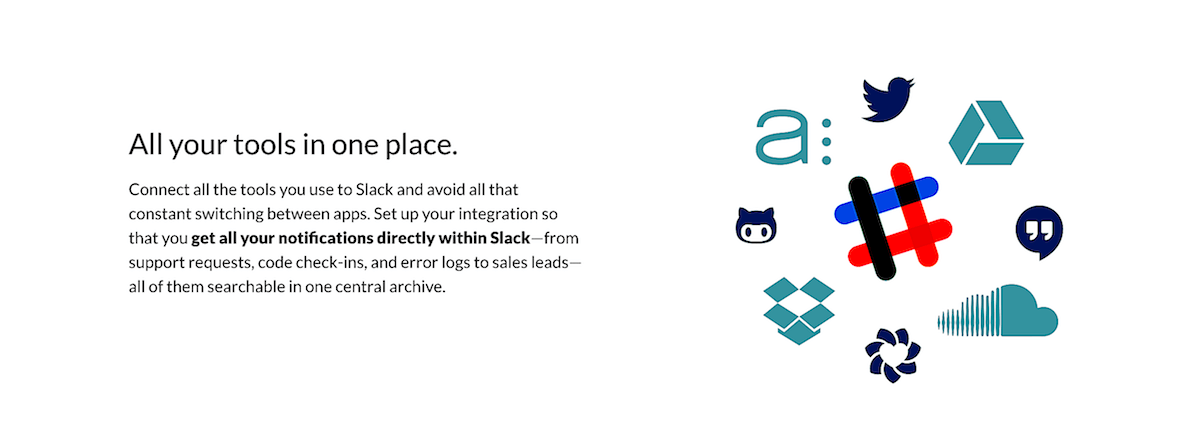 All your tools in one place.
Connect all the tools you use to Slack and avoid all that
constant switching between apps. Set up your integration so
that you get all your notifications directly within Slack—from
support requests, code check-ins, and error logs to sales leads—
all of them searchable in one central archive.
a: